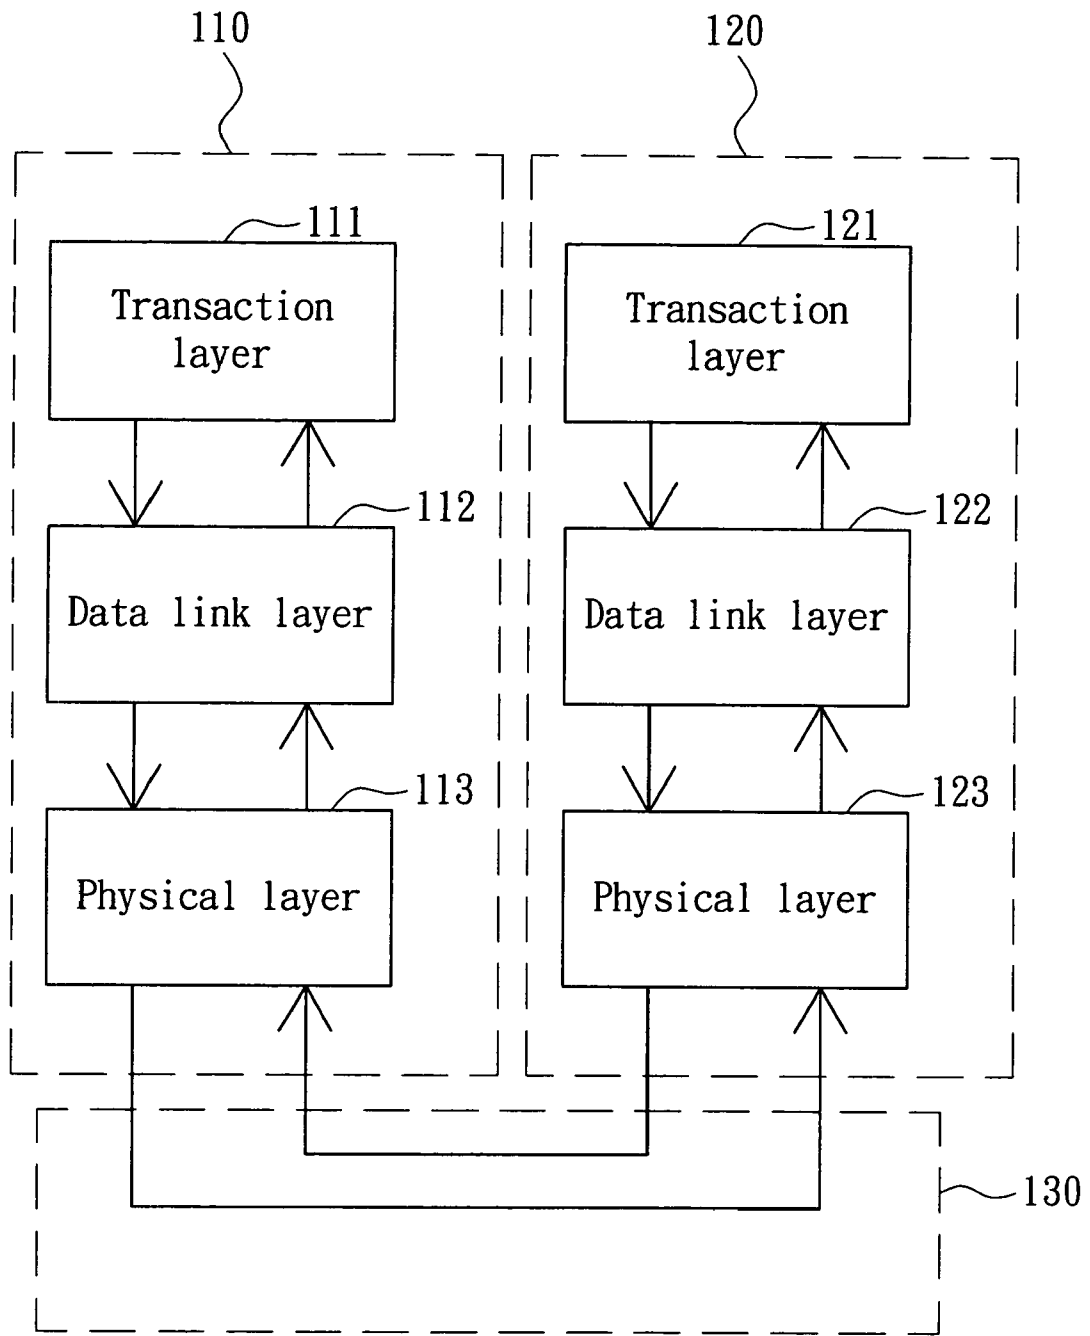 110
120
111
121
Transaction
layer
Transaction
layer
112
122
Data link layer
Data link layer
113
123
Physical layer
Physical layer
130